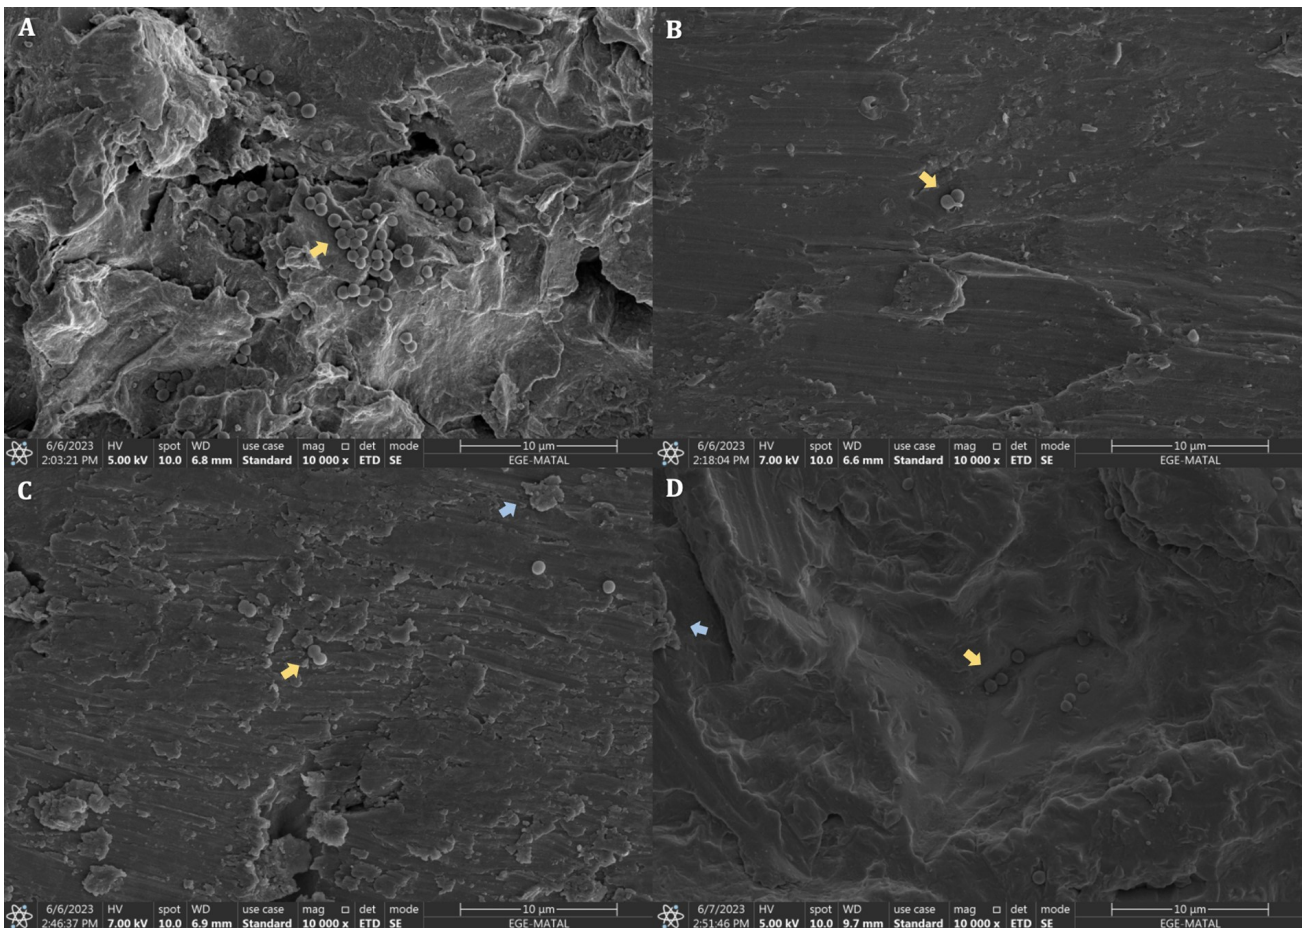 A
B
6/6/2023 HV spot WD use case mag det mode 10 µm
2:03:21 PM 5.00 kV 10.0 6.8 mm Standard 10 000 x ETD SE EGE-MATAL
6/6/2023 HV spot WD use case mag det mode 10 µm
2:18:04 PM 7.00 kV 10.0 6.6 mm Standard 10 000 x ETD SE EGE-MATAL
C
D
6/6/2023 HV spot WD use case mag det mode 10 µm
2:46:37 PM 7.00 kV 10.0 6.9 mm Standard 10 000 x ETD SE EGE-MATAL
6/7/2023 HV spot WD use case mag det mode 10 µm
2:51:46 PM 5.00 kV 10.0 9.7 mm Standard 10 000 x ETD SE EGE-MATAL